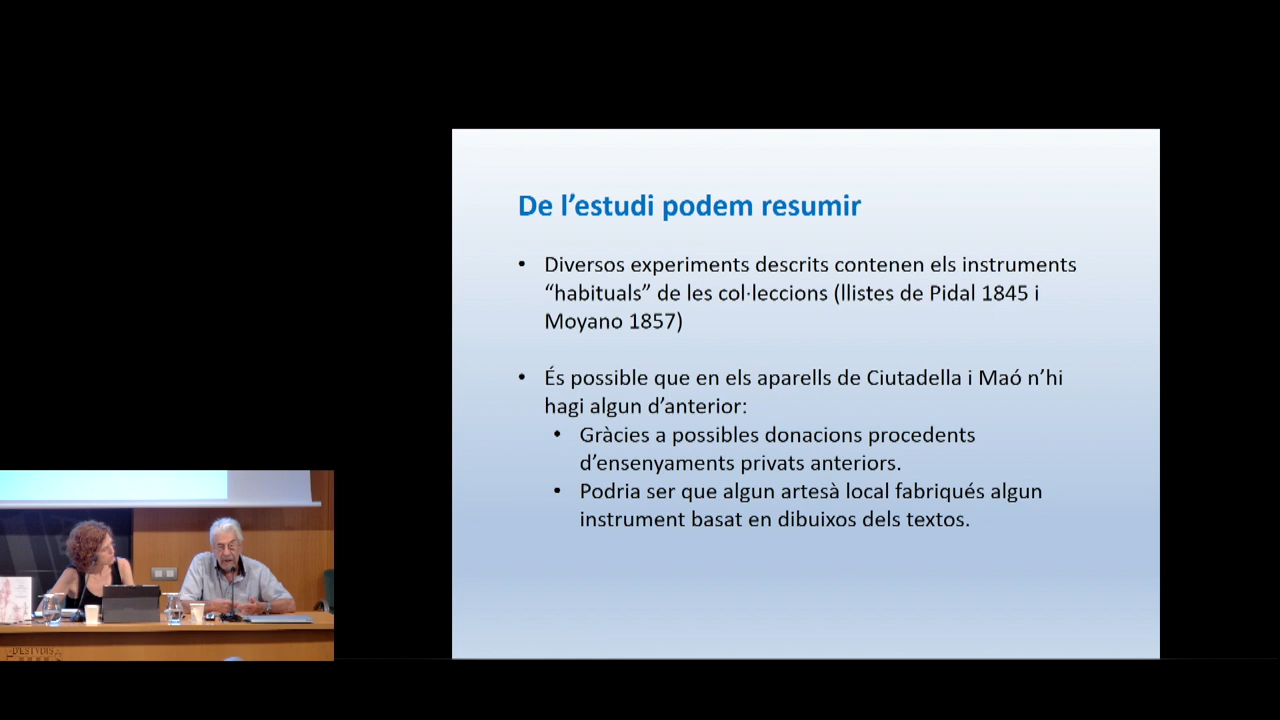 De l’estudi podem resumir
• Diversos experiments descrits contenen els instruments
“habituals” de les col·leccions (llistes de Pidal 1845 i
Moyano 1857)
• És possible que en els aparells de Ciutadella i Maó n’hi
hagi algun d’anterior:
• Gràcies a possibles donacions procedents
d’ensenyaments privats anteriors.
• Podria ser que algun artesà local fabriqués algun
instrument basat en dibuixos dels textos.
D'ESTVDIS